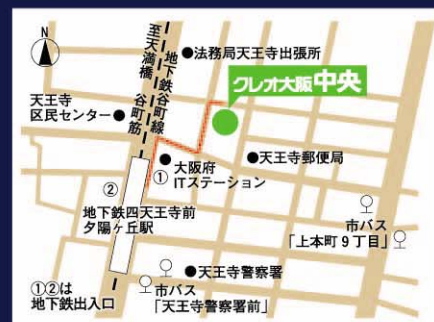 N
至天満橋
谷町筋
地下鉄谷町線
●法務局天王寺出張所
クレオ大阪中央
天王寺
区民センター●
①
大阪府
ITステーション
●天王寺郵便局
②
地下鉄四天王寺前
夕陽ヶ丘駅
市バス
「上本町9丁目」
●天王寺警察署
市バス
「天王寺警察署前」
①②は
地下鉄出入口